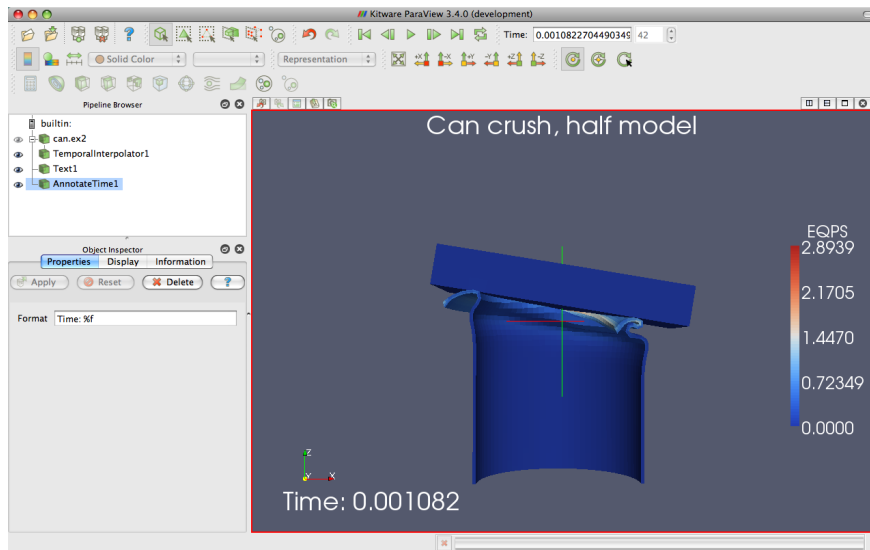 Kitware ParaView 3.4.0 (development)
Time: 0.0010822704490349 42
Solid Color
Representation
+X -X +Y -Y +Z -Z
Pipeline Browser
builtin:
can.ex2
TemporalInterpolator1
Text1
AnnotateTime1
Object Inspector
Properties Display Information
Apply Reset Delete ?
Format Time: %f
Can crush, half model
EQPS
2.8939
2.1705
1.4470
0.72349
0.0000
Z
Y X
Time: 0.001082